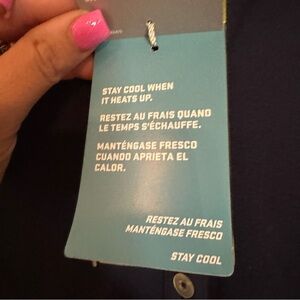 STAY COOL WHEN
IT HEATS UP.
RESTEZ AU FRAIS QUAND
LE TEMPS S'ÉCHAUFFE.
MANTÉNGASE FRESCO
CUANDO APRIETA EL
CALOR.
RESTEZ AU FRAIS
MANTÉNGASE FRESCO
STAY COOL